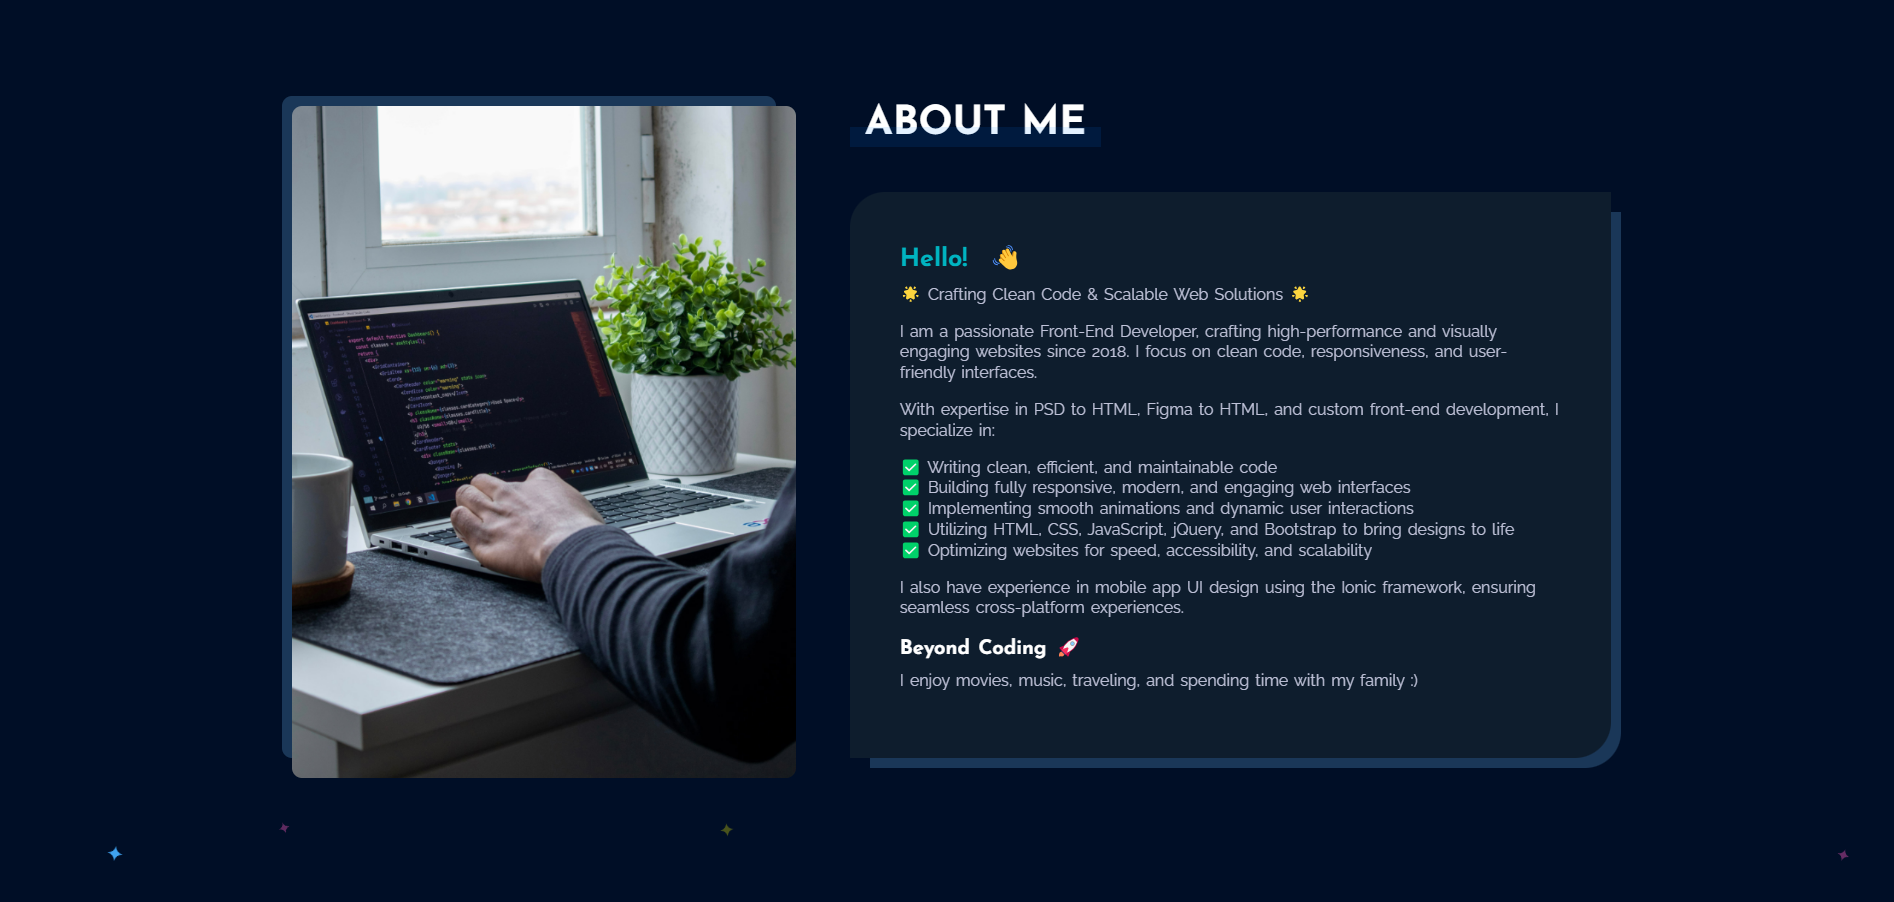 ABOUT ME
Hello! 👋
🌟 Crafting Clean Code & Scalable Web Solutions 🌟
I am a passionate Front-End Developer, crafting high-performance and visually
engaging websites since 2018. I focus on clean code, responsiveness, and user-
friendly interfaces.
With expertise in PSD to HTML, Figma to HTML, and custom front-end development, I
specialize in:
✅ Writing clean, efficient, and maintainable code
✅ Building fully responsive, modern, and engaging web interfaces
✅ Implementing smooth animations and dynamic user interactions
✅ Utilizing HTML, CSS, JavaScript, jQuery, and Bootstrap to bring designs to life
✅ Optimizing websites for speed, accessibility, and scalability
I also have experience in mobile app UI design using the Ionic framework, ensuring
seamless cross-platform experiences.
Beyond Coding 🚀
I enjoy movies, music, traveling, and spending time with my family :)